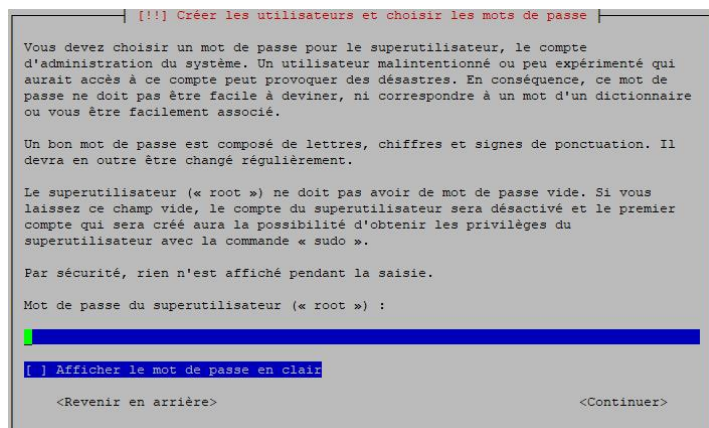 [!!] Créer les utilisateurs et choisir les mots de passe
Vous devez choisir un mot de passe pour le superutilisateur, le compte
d'administration du système. Un utilisateur malintentionné ou peu expérimenté qui
aurait accès à ce compte peut provoquer des désastres. En conséquence, ce mot de
passe ne doit pas être facile à deviner, ni correspondre à un mot d'un dictionnaire
ou vous être facilement associé.
Un bon mot de passe est composé de lettres, chiffres et signes de ponctuation. Il
devra en outre être changé régulièrement.
Le superutilisateur (« root ») ne doit pas avoir de mot de passe vide. Si vous
laissez ce champ vide, le compte du superutilisateur sera désactivé et le premier
compte qui sera créé aura la possibilité d'obtenir les privilèges du
superutilisateur avec la commande « sudo ».
Par sécurité, rien n'est affiché pendant la saisie.
Mot de passe du superutilisateur (« root ») :
[ ] Afficher le mot de passe en clair
<Revenir en arrière> <Continuer>